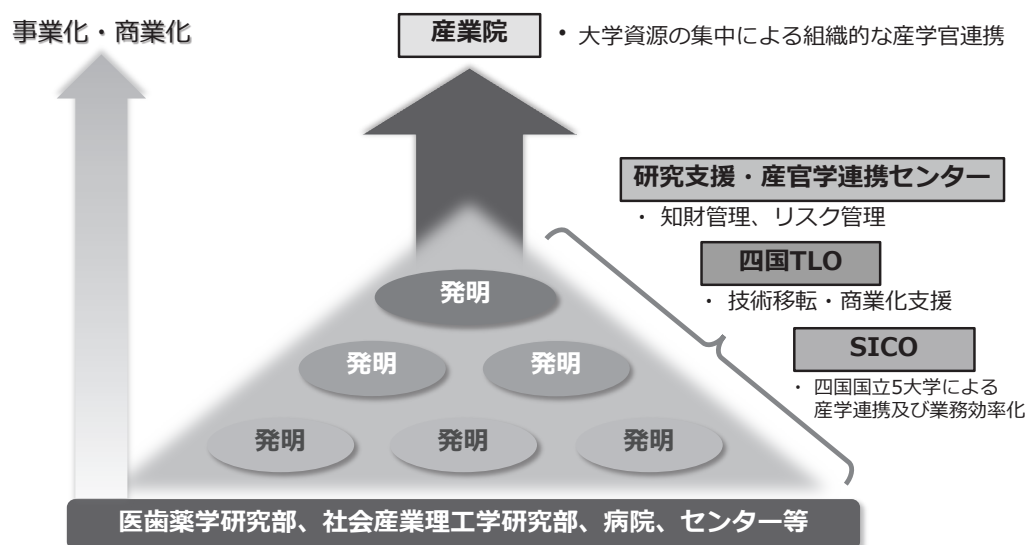 事業化・商業化
産業院
・ 大学資源の集中による組織的な産学官連携
研究支援・産官学連携センター
・ 知財管理、リスク管理
四国TLO
・ 技術移転・商業化支援
SICO
・ 四国国立5大学による
産学連携及び業務効率化
発明
発明
発明
発明
発明
発明
医歯薬学研究部、社会産業理工学研究部、病院、センター等